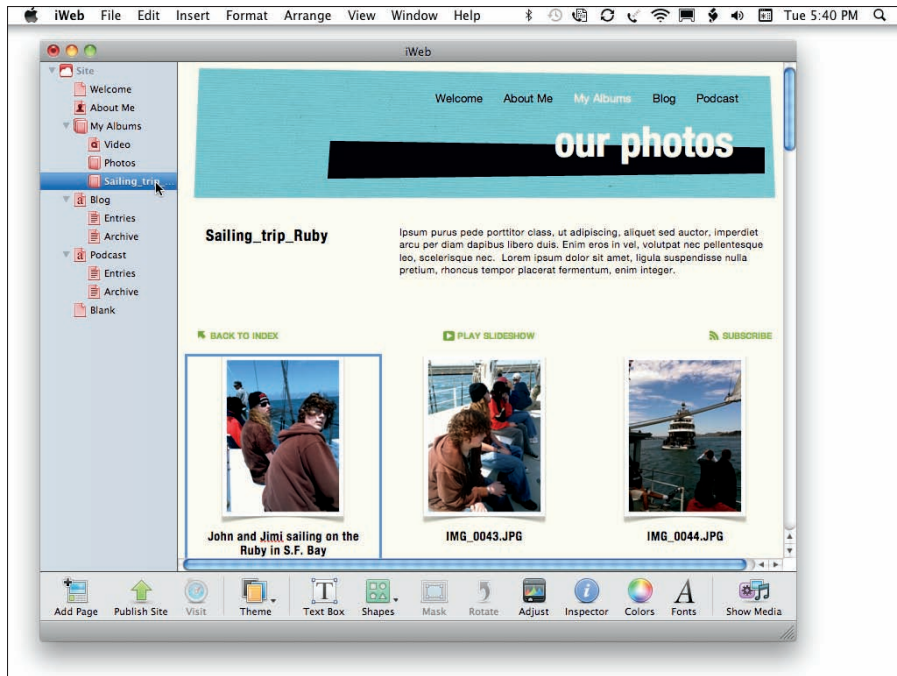 iWeb File Edit Insert Format Arrange View Window Help Tue 5:40 PM
iWeb
Site
Welcome
About Me
My Albums
Video
Photos
Sailing_trip...
Blog
Entries
Archive
Podcast
Entries
Archive
Blank
Welcome About Me My Albums Blog Podcast
our photos
Sailing_trip_Ruby
Ipsum purus pede porttitor class, ut adipiscing, aliquet sed auctor, imperdiet
arcu per diam dapibus libero duis. Enim eros in vel, volutpat nec pellentesque
leo, scelerisque nec. Lorem ipsum dolor sit amet, ligula suspendisse nulla
pretium, rhoncus tempor placerat fermentum, enim integer.
BACK TO INDEX PLAY SLIDESHOW SUBSCRIBE
John and Jimi sailing on the
Ruby in S.F. Bay
IMG_0043.JPG
IMG_0044.JPG
Add Page Publish Site Visit Theme Text Box Shapes Mask Rotate Adjust Inspector Colors Fonts Show Media